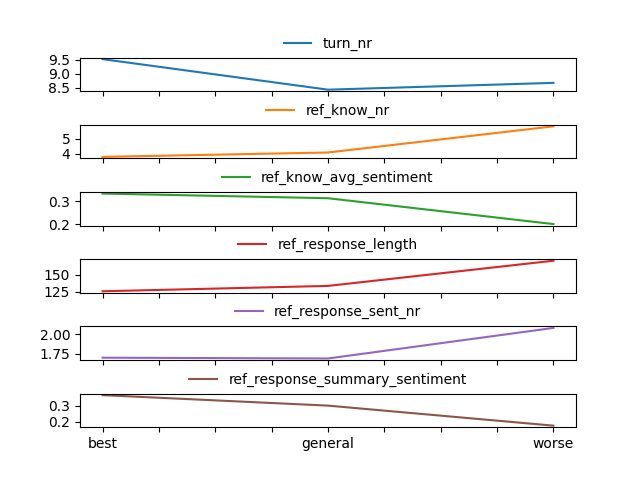 turn_nr
9.5
9.0
8.5
ref_know_nr
5
4
ref_know_avg_sentiment
0.3
0.2
ref_response_length
150
125
ref_response_sent_nr
2.00
1.75
ref_response_summary_sentiment
0.3
0.2
best general worse